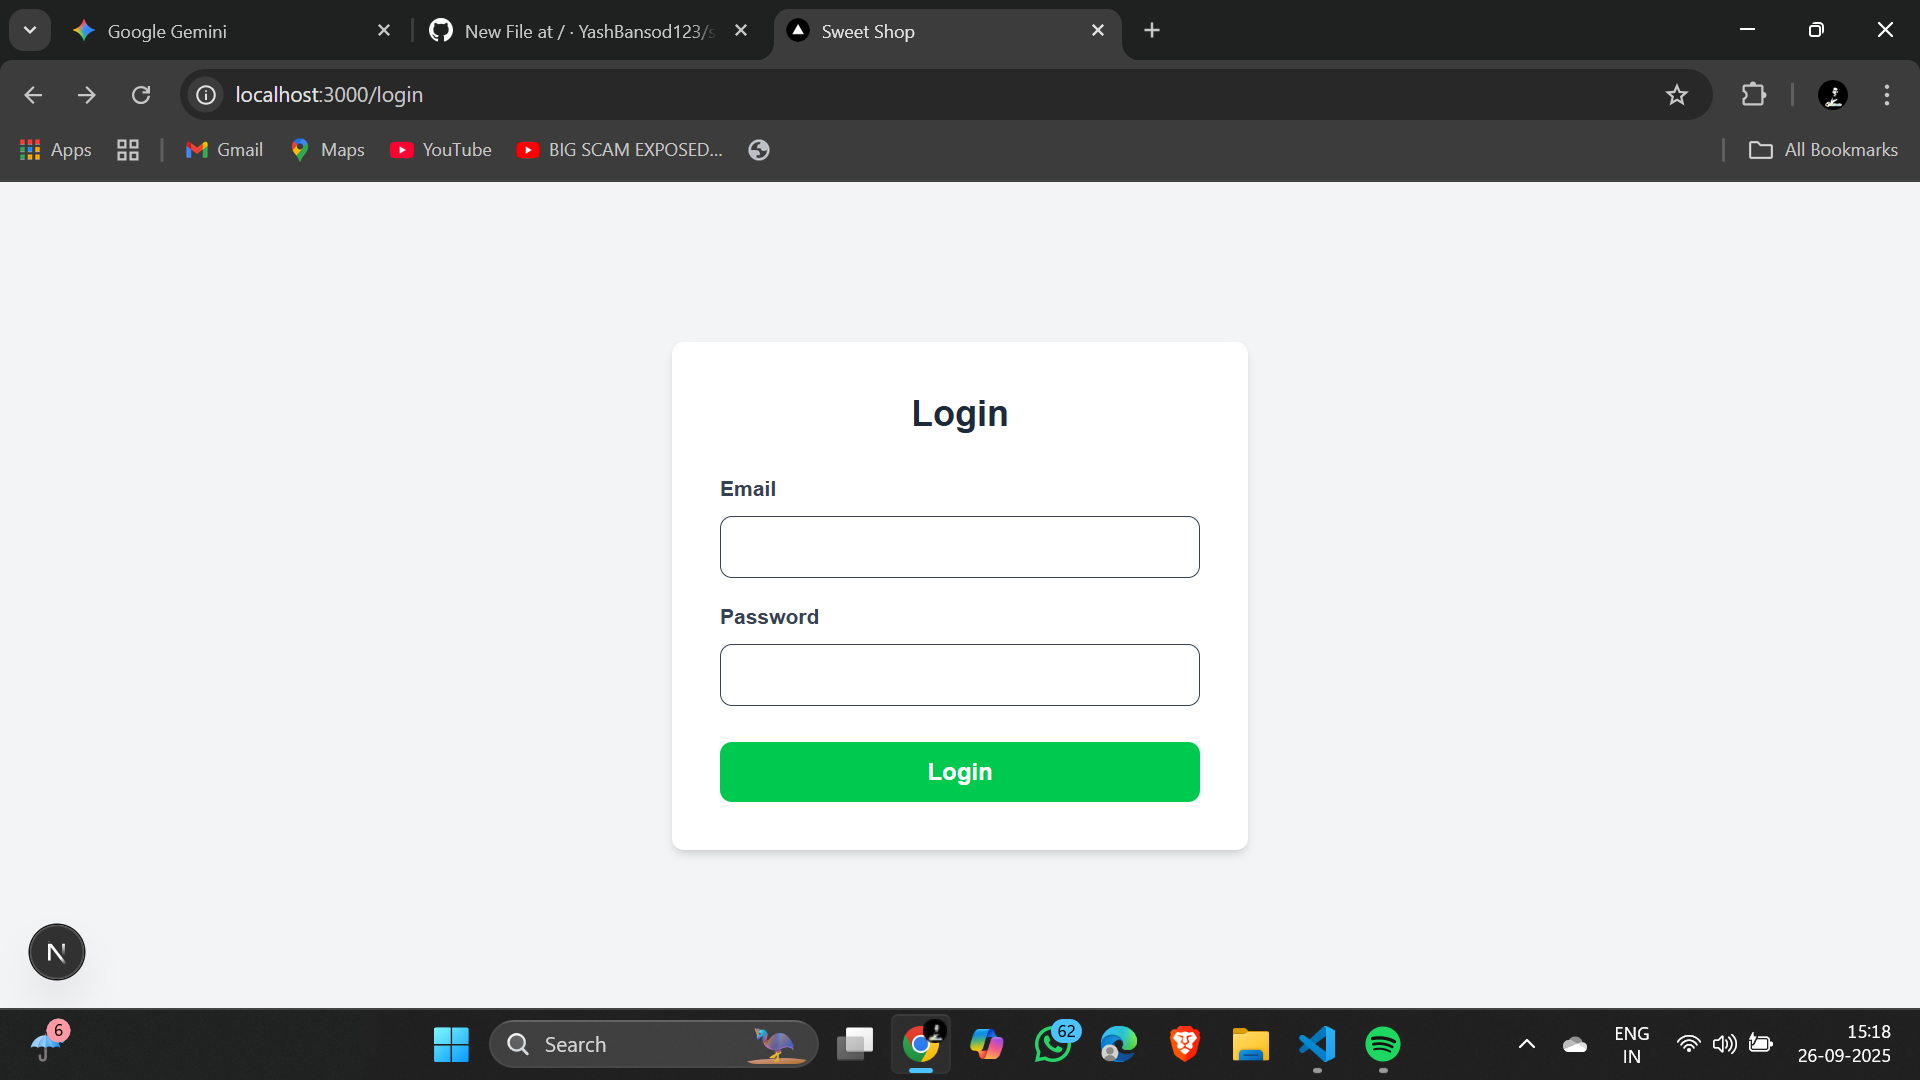 Google Gemini
New File at / · YashBansod123/s
Sweet Shop
localhost:3000/login
Apps
Gmail
Maps
YouTube
BIG SCAM EXPOSED...
All Bookmarks
Login
Email
Password
Login
N
6
Search
62
ENG
IN
15:18
26-09-2025